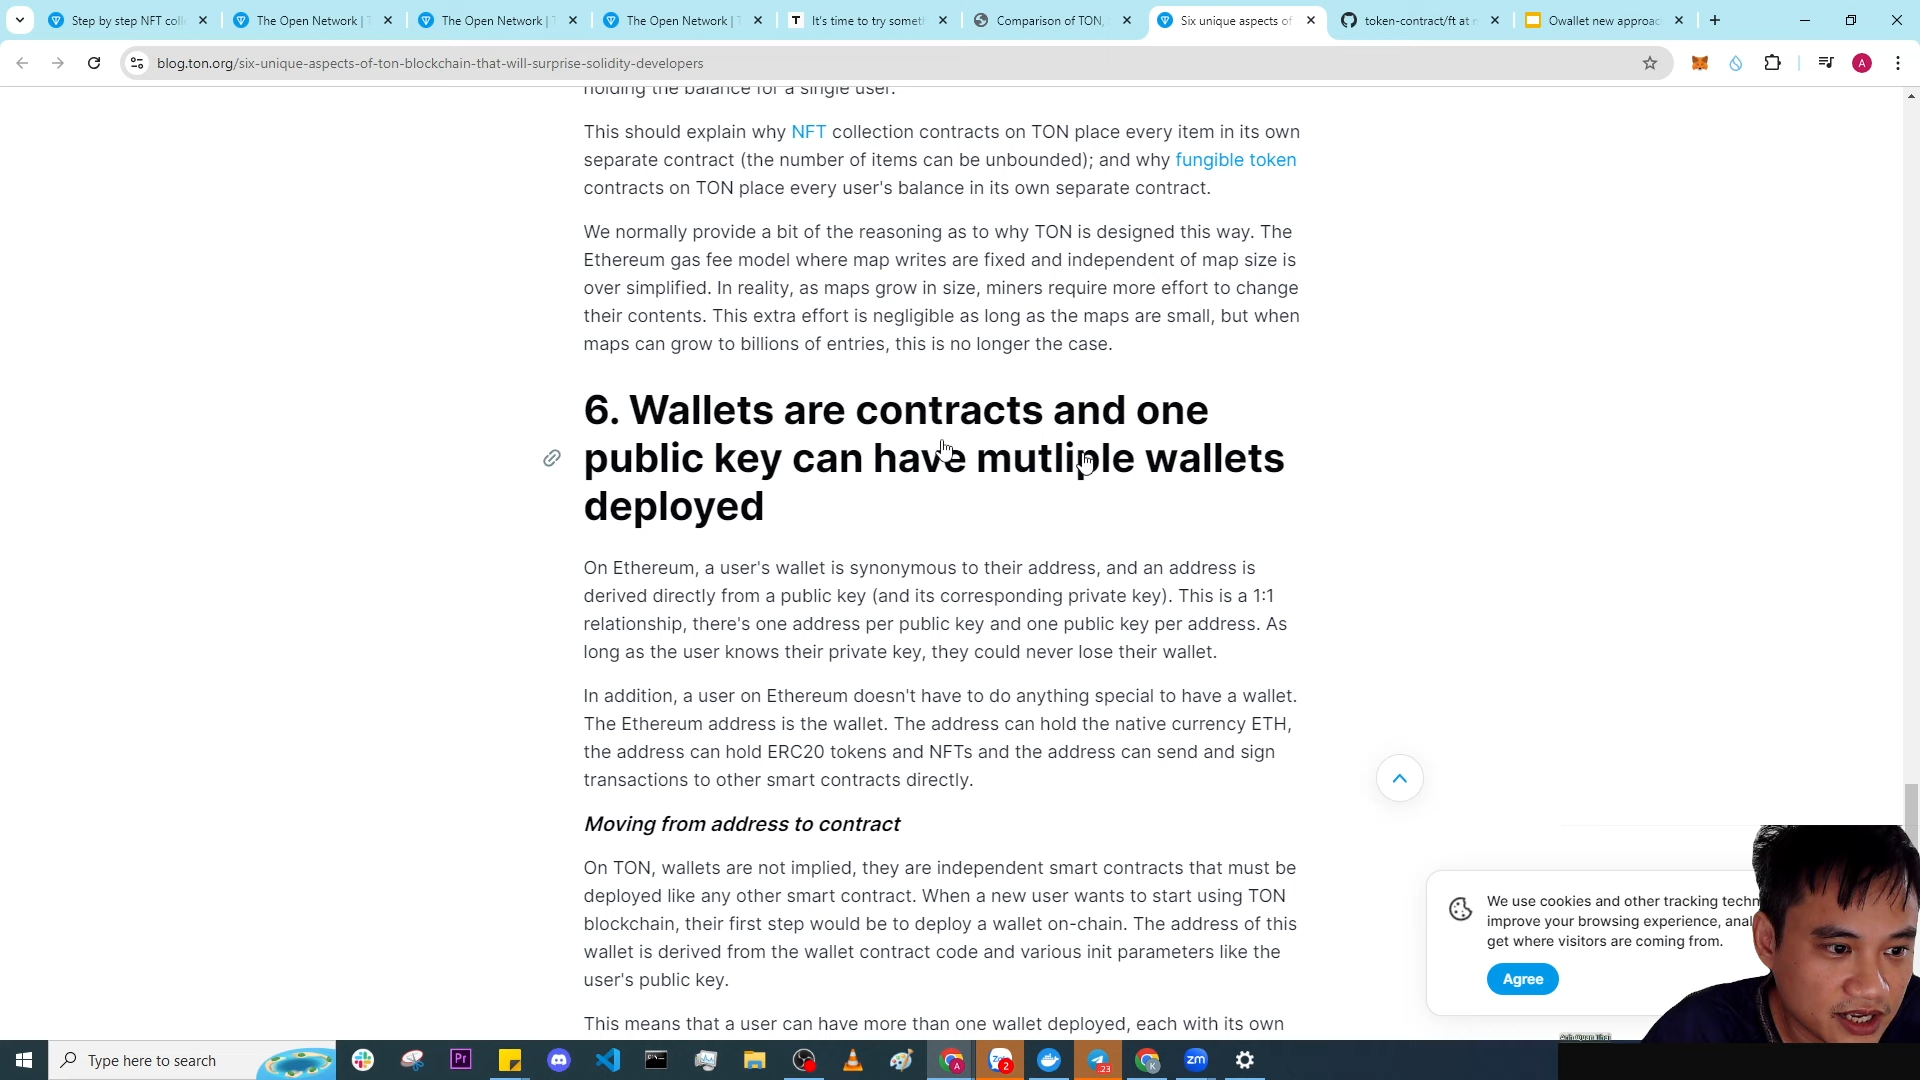 Step by step NFT coll
The Open Network | T
The Open Network | T
The Open Network | T
It's time to try someth
Comparison of TON,
Six unique aspects of
token-contract/ft at
Owallet new approac
blog.ton.org/six-unique-aspects-of-ton-blockchain-that-will-surprise-solidity-developers
A
holding the balance for a single user.
This should explain why NFT collection contracts on TON place every item in its own
separate contract (the number of items can be unbounded); and why fungible token
contracts on TON place every user's balance in its own separate contract.
We normally provide a bit of the reasoning as to why TON is designed this way. The
Ethereum gas fee model where map writes are fixed and independent of map size is
over simplified. In reality, as maps grow in size, miners require more effort to change
their contents. This extra effort is negligible as long as the maps are small, but when
maps can grow to billions of entries, this is no longer the case.
6. Wallets are contracts and one
public key can have mutliple wallets
deployed
On Ethereum, a user's wallet is synonymous to their address, and an address is
derived directly from a public key (and its corresponding private key). This is a 1:1
relationship, there's one address per public key and one public key per address. As
long as the user knows their private key, they could never lose their wallet.
In addition, a user on Ethereum doesn't have to do anything special to have a wallet.
The Ethereum address is the wallet. The address can hold the native currency ETH,
the address can hold ERC20 tokens and NFTs and the address can send and sign
transactions to other smart contracts directly.
Moving from address to contract
On TON, wallets are not implied, they are independent smart contracts that must be
deployed like any other smart contract. When a new user wants to start using TON
blockchain, their first step would be to deploy a wallet on-chain. The address of this
wallet is derived from the wallet contract code and various init parameters like the
user's public key.
This means that a user can have more than one wallet deployed, each with its own
We use cookies and other tracking techn
improve your browsing experience, anal
get where visitors are coming from.
Agree
Type here to search
Pr
2
23
K
zm